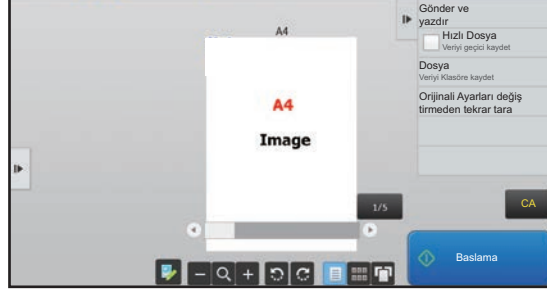 Gönder ve
yazdır
Hızlı Dosya
Veriyi geçici kaydet
Dosya
Veriyi Klasöre kaydet
Orijinali Ayarları değiş
tirmeden tekrar tara
A4
A4
Image
1/5
CA
Baslama